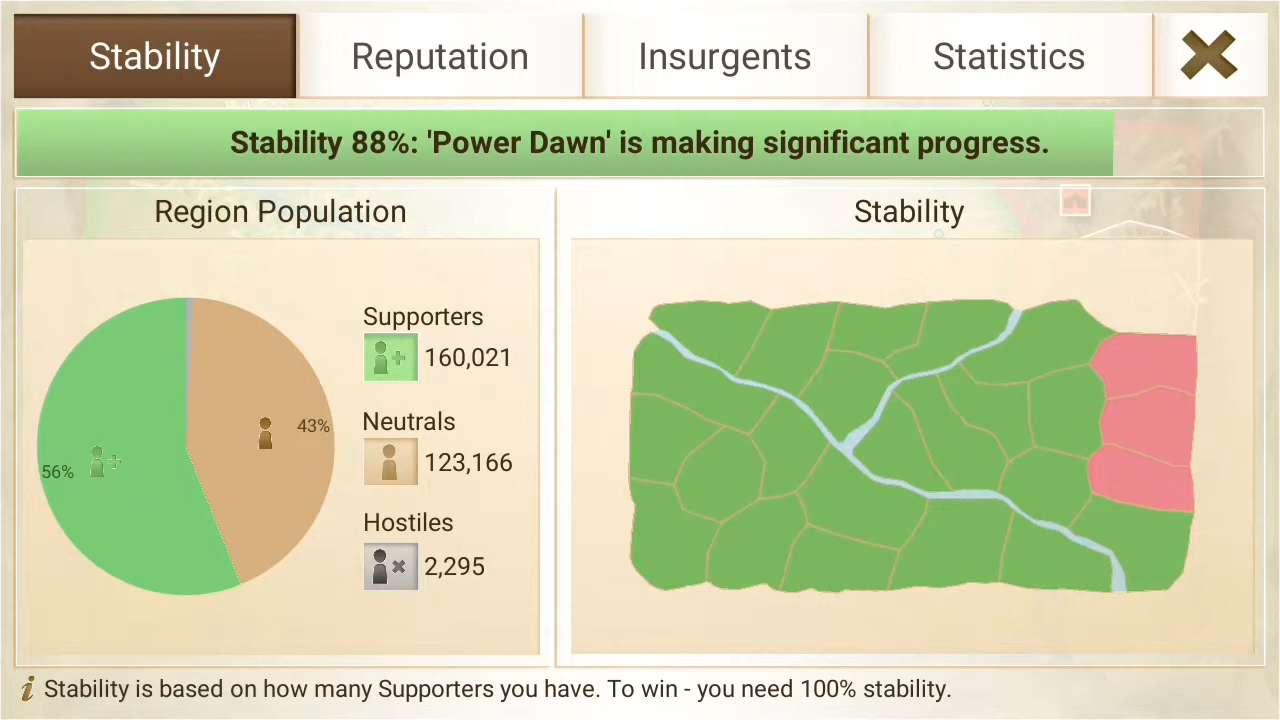 Stability
Reputation
Insurgents
Statistics
Stability 88%: 'Power Dawn' is making significant progress.
Region Population
Stability
Supporters
160,021
Neutrals
123,166
Hostiles
2,295
43%
56%
Stability is based on how many Supporters you have. To win - you need 100% stability.